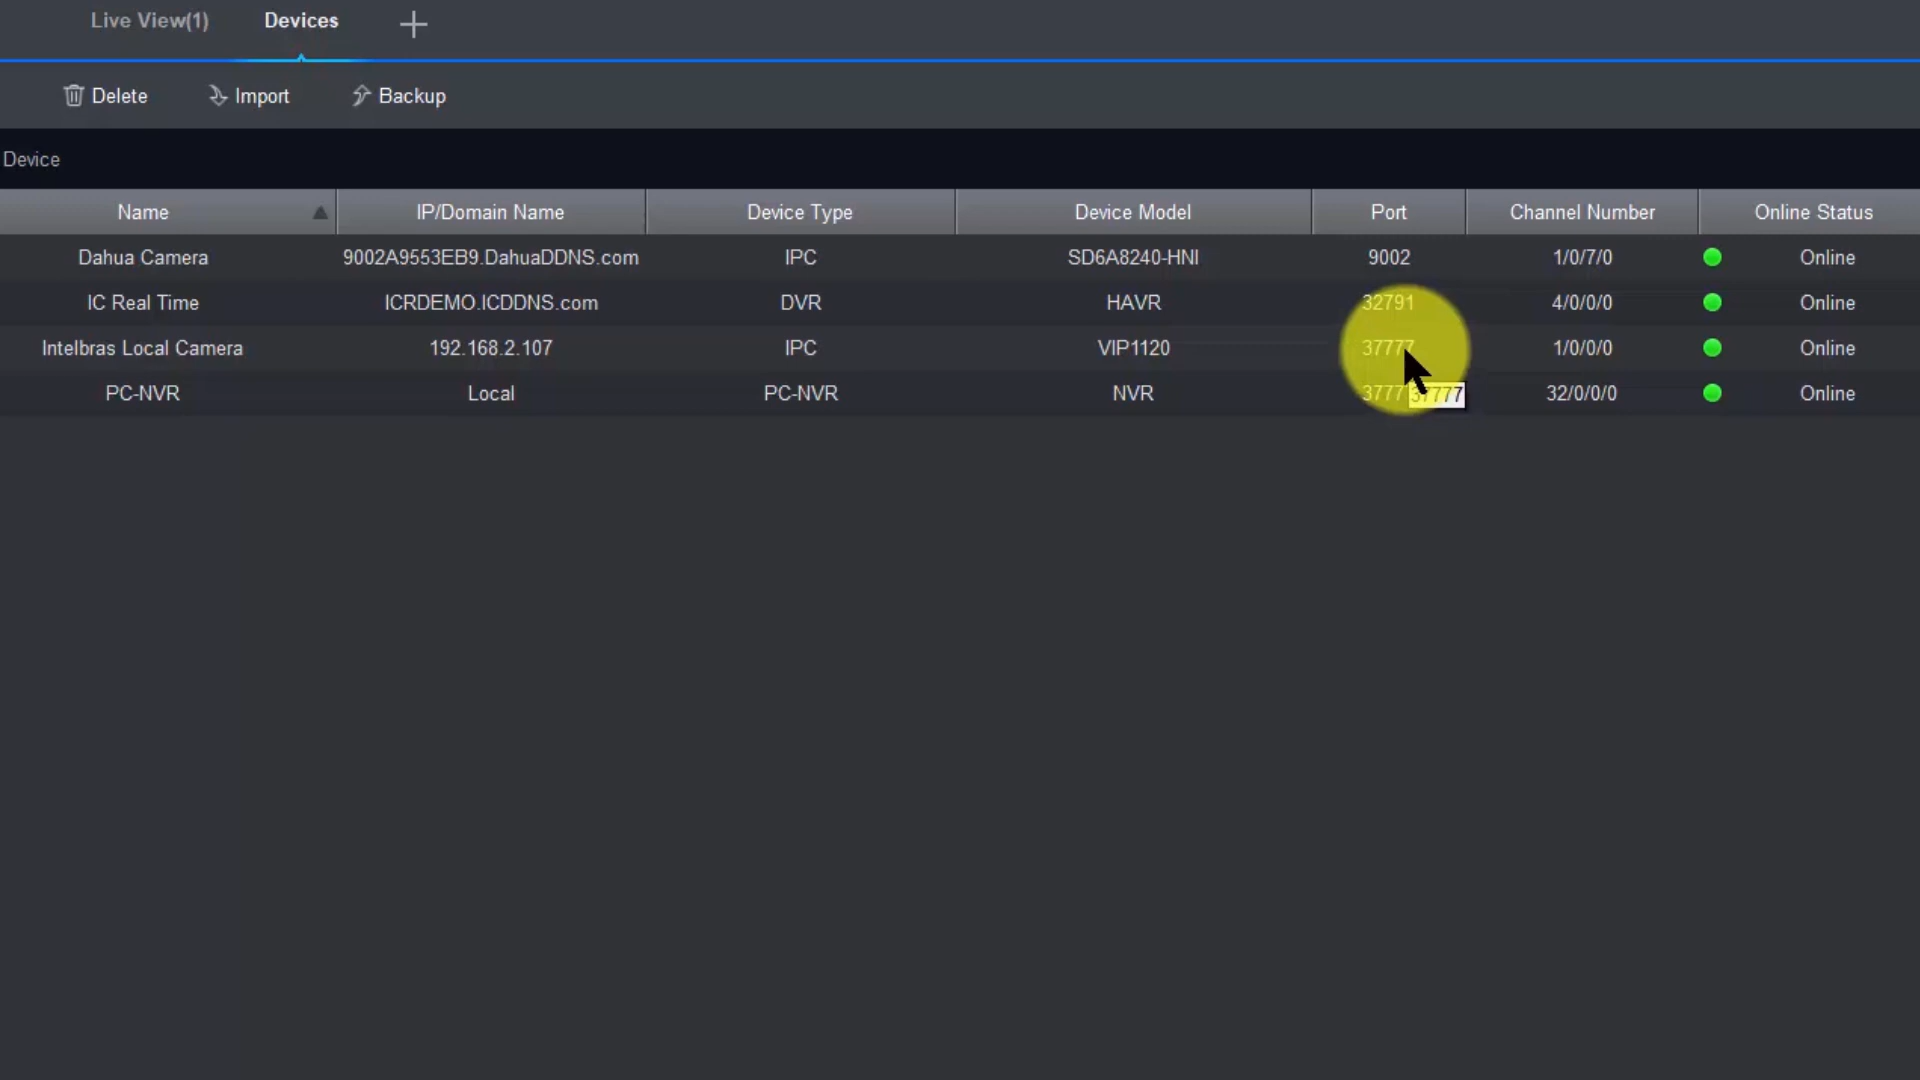 Live View(1) Devices
Delete Import Backup
Device
Name IP/Domain Name Device Type Device Model Port Channel Number Online Status
Dahua Camera 9002A9553EB9.DahuaDDNS.com IPC SD6A8240-HNI 9002 1/0/7/0 Online
IC Real Time ICRDEMO.ICDDNS.com DVR HAVR 32791 4/0/0/0 Online
Intelbras Local Camera 192.168.2.107 IPC VIP1120 37777 1/0/0/0 Online
PC-NVR Local PC-NVR NVR 37777 32/0/0/0 Online